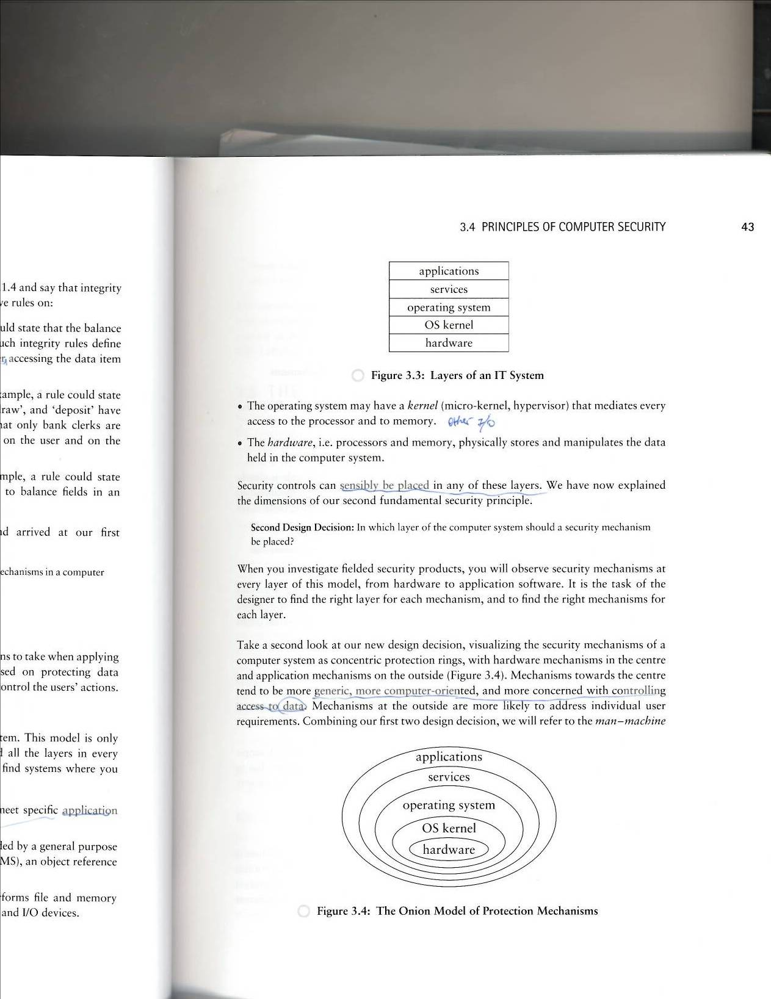 1.4 and say that integrity
rules on:
state that the balance
integrity rules define
accessing the data item
a rule could state
and 'deposit' have
only bank clerks are
on the user and on the
a rule could state
to balance fields in an
arrived at our first
in a computer
to take when applying
on protecting data
the users' actions.
This model is only
all the layers in every
find systems where you
specific application
by a general purpose
an object reference
file and memory
and I/O devices.
3.4 PRINCIPLES OF COMPUTER SECURITY 43
applications
services
operating system
OS kernel
hardware
Figure 3.3: Layers of an IT System
• The operating system may have a kernel (micro-kernel, hypervisor) that mediates every
access to the processor and to memory. other I/O
• The hardware, i.e. processors and memory, physically stores and manipulates the data
held in the computer system.
Security controls can sensibly be placed in any of these layers. We have now explained
the dimensions of our second fundamental security principle.
Second Design Decision: In which layer of the computer system should a security mechanism
be placed?
When you investigate fielded security products, you will observe security mechanisms at
every layer of this model, from hardware to application software. It is the task of the
designer to find the right layer for each mechanism, and to find the right mechanisms for
each layer.
Take a second look at our new design decision, visualizing the security mechanisms of a
computer system as concentric protection rings, with hardware mechanisms in the centre
and application mechanisms on the outside (Figure 3.4). Mechanisms towards the centre
tend to be more generic, more computer-oriented, and more concerned with controlling
access to data. Mechanisms at the outside are more likely to address individual user
requirements. Combining our first two design decision, we will refer to the man–machine
applications
services
operating system
OS kernel
hardware
Figure 3.4: The Onion Model of Protection Mechanisms